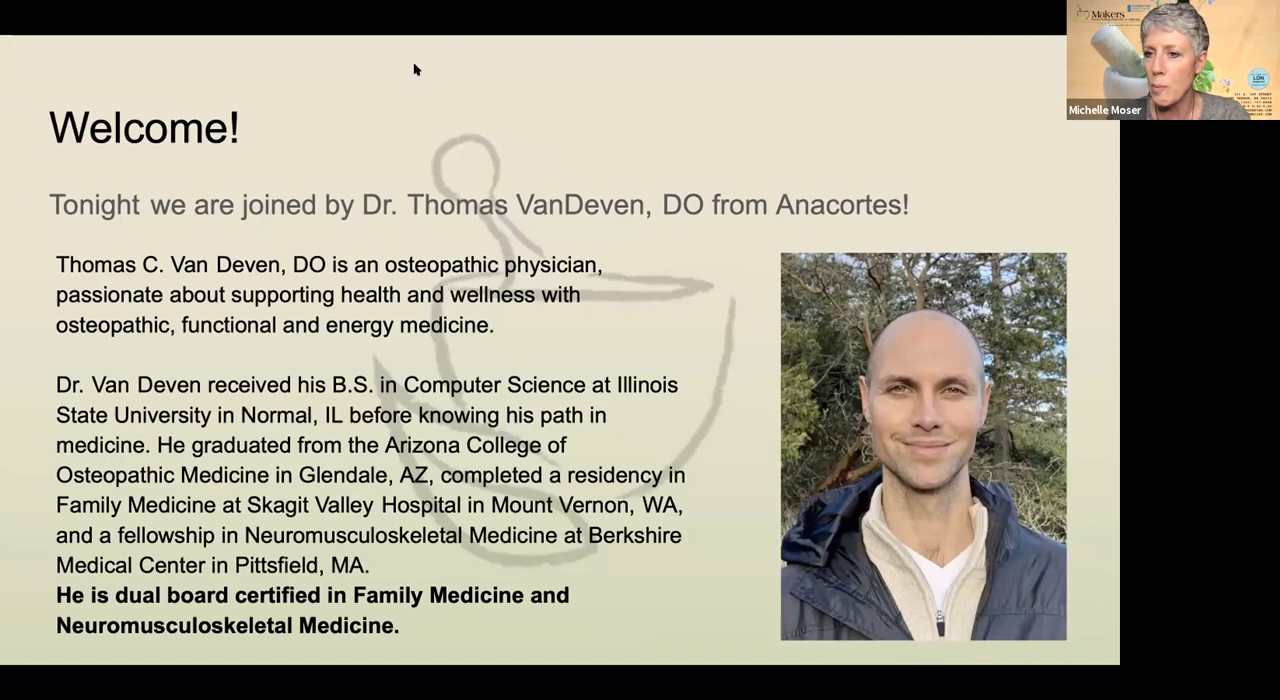 Welcome!
Tonight we are joined by Dr. Thomas VanDeven, DO from Anacortes!
Thomas C. Van Deven, DO is an osteopathic physician,
passionate about supporting health and wellness with
osteopathic, functional and energy medicine.
Dr. Van Deven received his B.S. in Computer Science at Illinois
State University in Normal, IL before knowing his path in
medicine. He graduated from the Arizona College of
Osteopathic Medicine in Glendale, AZ, completed a residency in
Family Medicine at Skagit Valley Hospital in Mount Vernon, WA,
and a fellowship in Neuromusculoskeletal Medicine at Berkshire
Medical Center in Pittsfield, MA.
He is dual board certified in Family Medicine and
Neuromusculoskeletal Medicine.
Makers
LDN
Michelle Moser